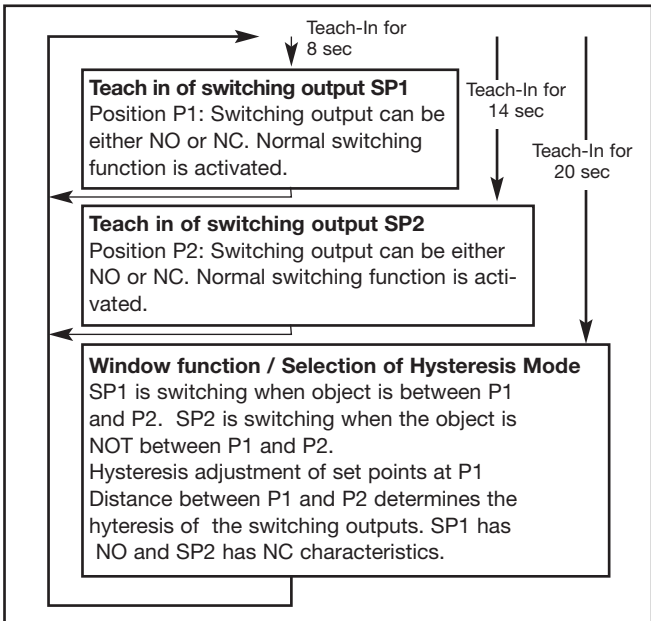 Teach-In for
8 sec
Teach in of switching output SP1
Position P1: Switching output can be
either NO or NC. Normal switching
function is activated.
Teach-In for
14 sec
Teach-In for
20 sec
Teach in of switching output SP2
Position P2: Switching output can be either
NO or NC. Normal switching function is acti-
vated.
Window function / Selection of Hysteresis Mode
SP1 is switching when object is between P1
and P2. SP2 is switching when the object is
NOT between P1 and P2.
Hysteresis adjustment of set points at P1
Distance between P1 and P2 determines the
hyteresis of the switching outputs. SP1 has
NO and SP2 has NC characteristics.